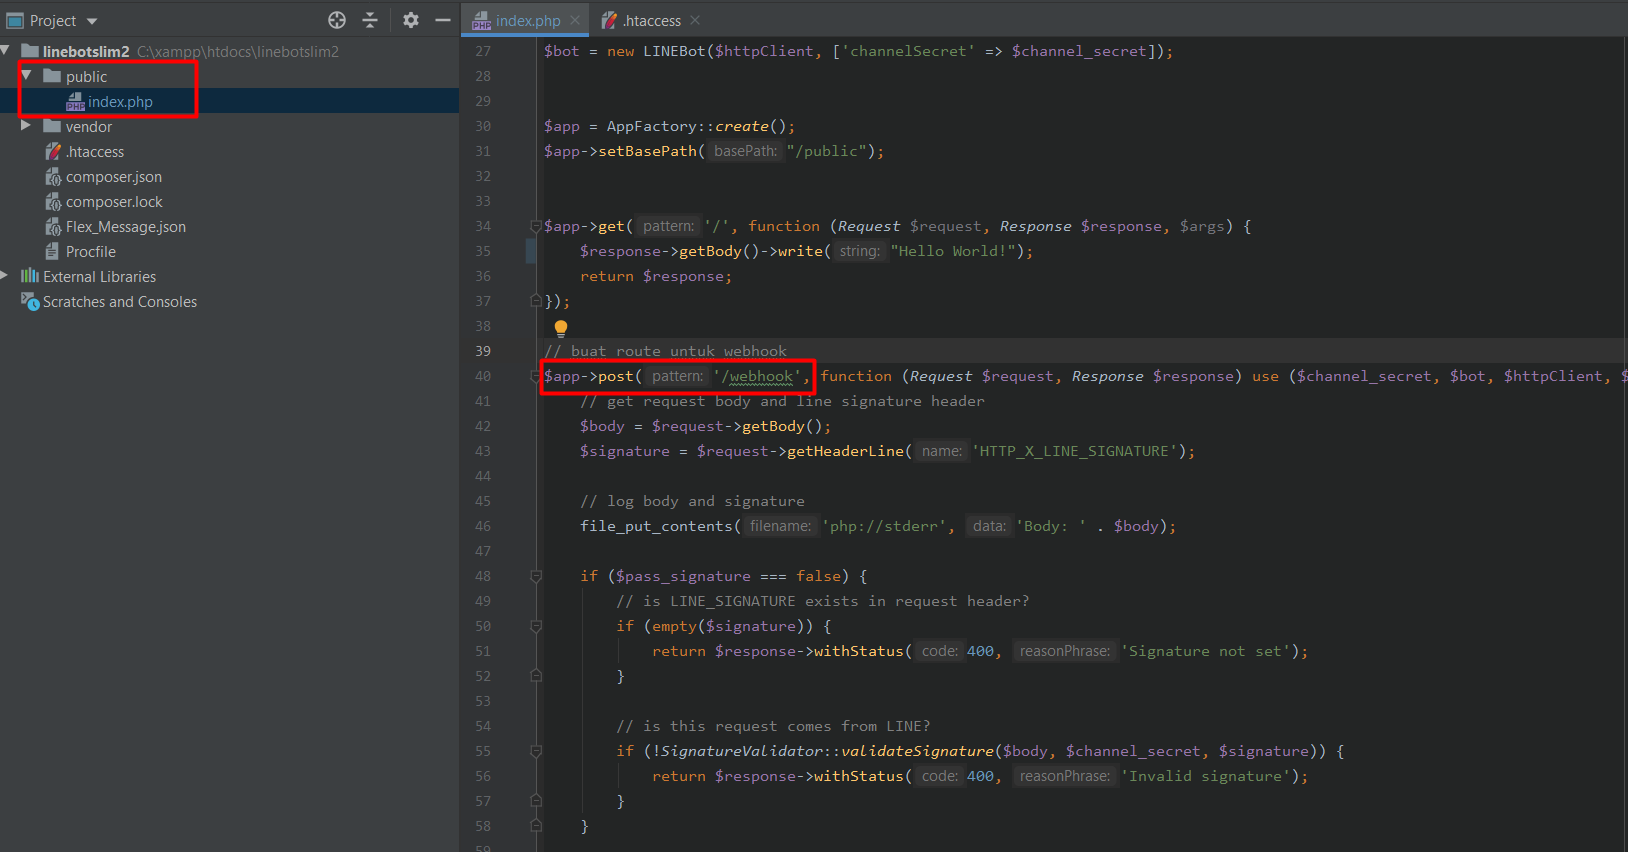 Project
linebotslim2 C:\xampp\htdocs\linebotslim2
public
index.php
vendor
.htaccess
composer.json
composer.lock
Flex_Message.json
Procfile
External Libraries
Scratches and Consoles
index.php
.htaccess
27 $bot = new LINEBot($httpClient, ['channelSecret' => $channel_secret]);
28
29
30 $app = AppFactory::create();
31 $app->setBasePath( basePath: "/public");
32
33
34 $app->get( pattern: '/', function (Request $request, Response $response, $args) {
35 $response->getBody()->write( string: "Hello World!");
36 return $response;
37 });
38
39 // buat route untuk webhook
40 $app->post( pattern: '/webhook', function (Request $request, Response $response) use ($channel_secret, $bot, $httpClient, $
41 // get request body and line signature header
42 $body = $request->getBody();
43 $signature = $request->getHeaderLine( name: 'HTTP_X_LINE_SIGNATURE');
44
45 // log body and signature
46 file_put_contents( filename: 'php://stderr', data: 'Body: ' . $body);
47
48 if ($pass_signature === false) {
49 // is LINE_SIGNATURE exists in request header?
50 if (empty($signature)) {
51 return $response->withStatus( code: 400, reasonPhrase: 'Signature not set');
52 }
53
54 // is this request comes from LINE?
55 if (!SignatureValidator::validateSignature($body, $channel_secret, $signature)) {
56 return $response->withStatus( code: 400, reasonPhrase: 'Invalid signature');
57 }
58 }
59